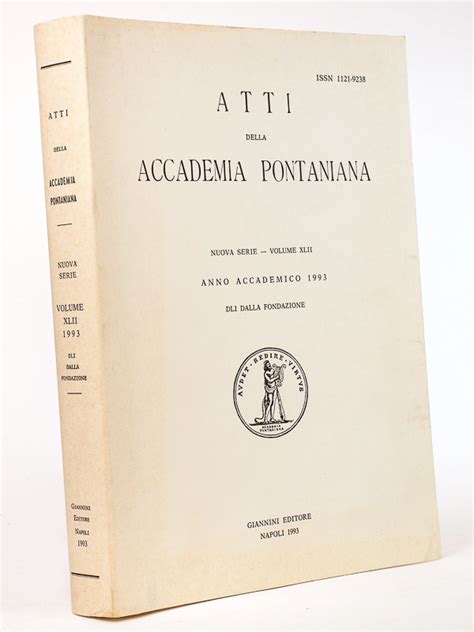 ATTI
DELLA
ACCADEMIA
PONTANIANA
NUOVA
SERIE
VOLUME
XLII
1993
DLI
DALLA
FONDAZIONE
GIANNINI
EDITORE
NAPOLI
1993
ISSN 1121-9238
ATTI
DELLA
ACCADEMIA PONTANIANA
NUOVA SERIE – VOLUME XLII
ANNO ACCADEMICO 1993
DLI DALLA FONDAZIONE
AVDET · REDIRE · VIRTVS
ACADEMIA
PONTANIANA
GIANNINI EDITORE
NAPOLI 1993